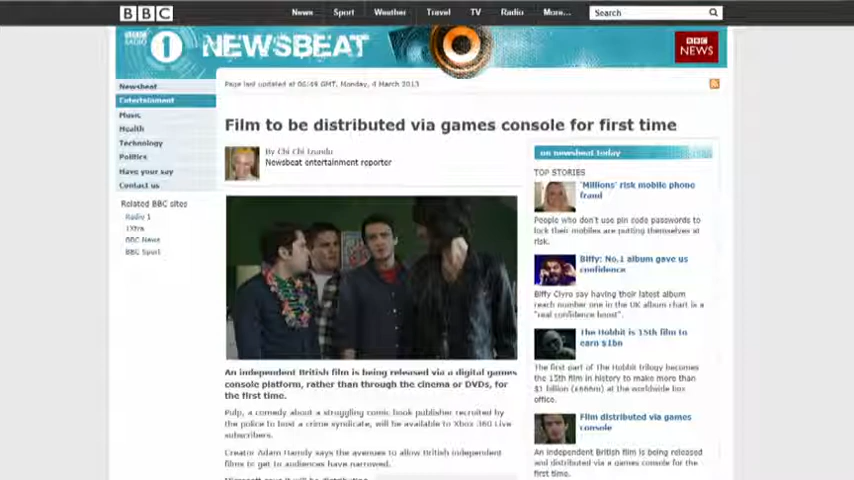 BBC
News Sport Weather Travel TV Radio More... Search
BBC RADIO 1 NEWSBEAT
BBC NEWS
Page last updated at 06:49 GMT, Monday, 4 March 2013
Newsbeat
Entertainment
Music
Health
Technology
Politics
Have your say
Contact us
Related BBC sites
Radio 1
1Xtra
BBC News
BBC Sport
Film to be distributed via games console for first time
By Chi Chi Izundu
Newsbeat entertainment reporter
An independent British film is being released via a digital games
console platform, rather than through the cinema or DVDs, for
the first time.
Pulp, a comedy about a struggling comic book publisher recruited by
the police to bust a crime syndicate, will be available to Xbox 360 Live
subscribers.
Creator Adam Hamdy says the avenues to allow British independent
films to get to audiences have narrowed.
Microsoft says it will be distributing
on newsbeat today
TOP STORIES
'Millions' risk mobile phone
fraud
People who don't use pin code passwords to
lock their mobiles are putting themselves at
risk.
Biffy: No.1 album gave us
confidence
Biffy Clyro say having their latest album
reach number one in the UK album chart is a
"real confidence boost".
The Hobbit is 15th film to
earn $1bn
The first part of The Hobbit trilogy becomes
the 15th film in history to make more than
$1 billion (£666m) at the worldwide box
office.
Film distributed via games
console
An independent British film is being released
and distributed via a games console for the
first time.